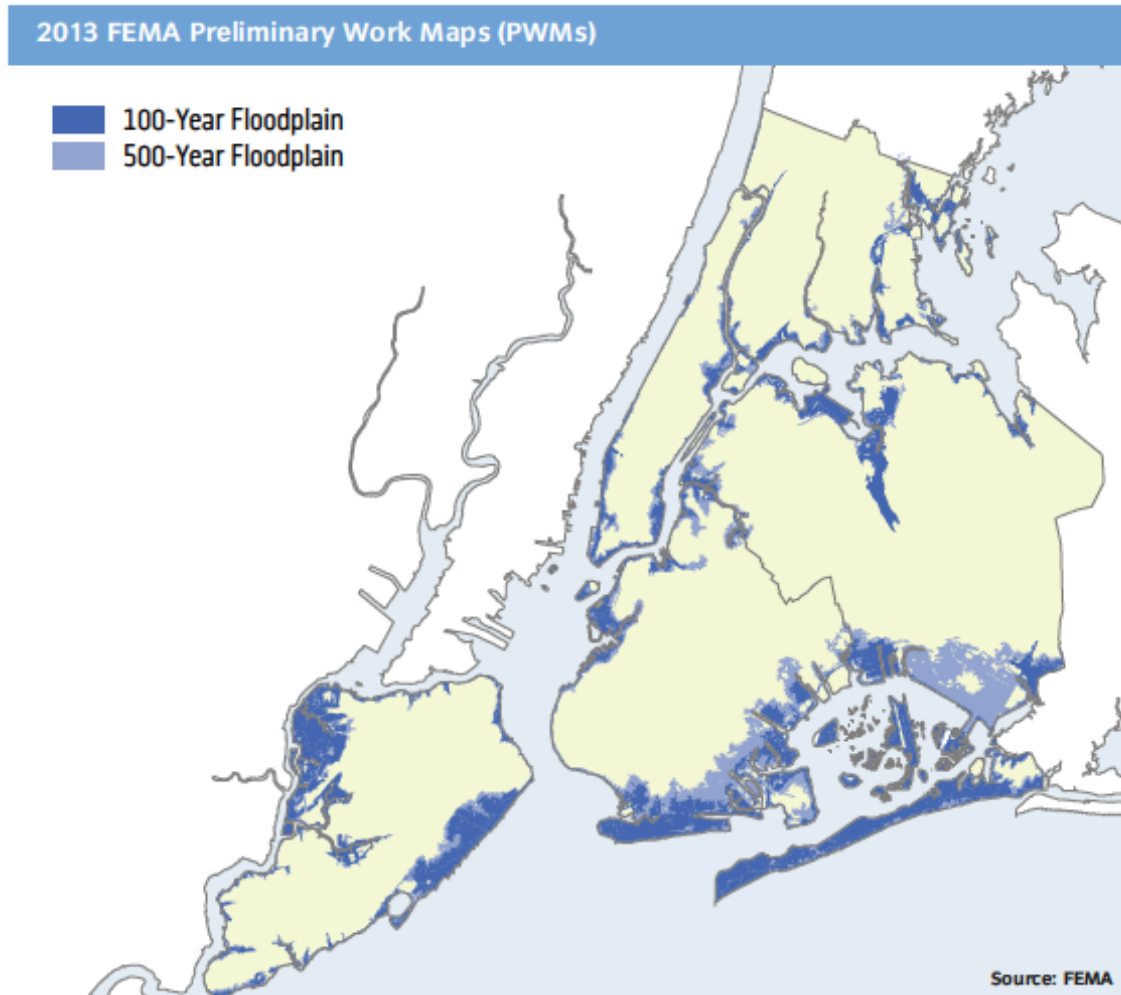 2013 FEMA Preliminary Work Maps (PWMs)
100-Year Floodplain
500-Year Floodplain
Source: FEMA